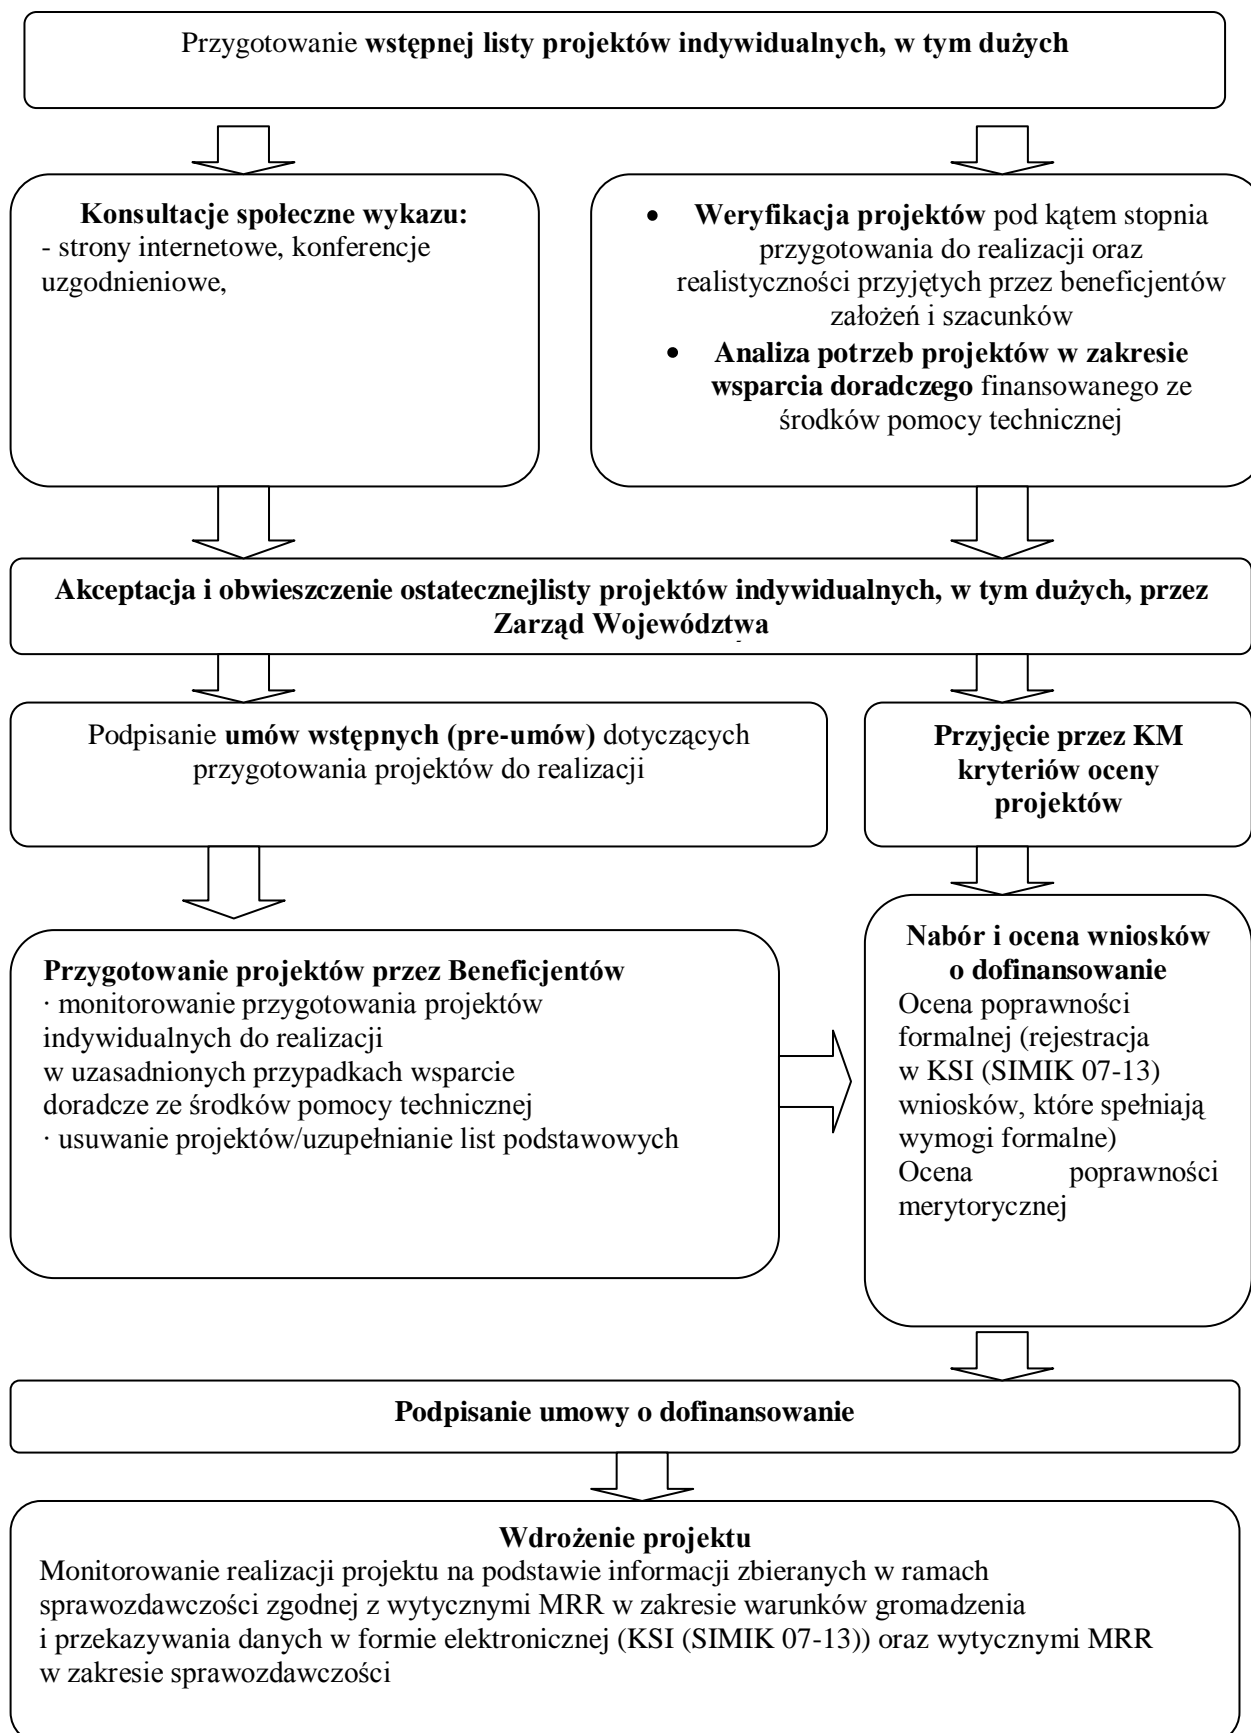 Przygotowanie wstępnej listy projektów indywidualnych, w tym dużych
Konsultacje społeczne wykazu:
- strony internetowe, konferencje
uzgodnieniowe,
• Weryfikacja projektów pod kątem stopnia
przygotowania do realizacji oraz
realistyczności przyjętych przez beneficjentów
założeń i szacunków
• Analiza potrzeb projektów w zakresie
wsparcia doradczego finansowanego ze
środków pomocy technicznej
Akceptacja i obwieszczenie ostatecznejlisty projektów indywidualnych, w tym dużych, przez
Zarząd Województwa
Podpisanie umów wstępnych (pre-umów) dotyczących
przygotowania projektów do realizacji
Przyjęcie przez KM
kryteriów oceny
projektów
Przygotowanie projektów przez Beneficjentów
· monitorowanie przygotowania projektów
indywidualnych do realizacji
w uzasadnionych przypadkach wsparcie
doradcze ze środków pomocy technicznej
· usuwanie projektów/uzupełnianie list podstawowych
Nabór i ocena wniosków
o dofinansowanie
Ocena poprawności
formalnej (rejestracja
w KSI (SIMIK 07-13)
wniosków, które spełniają
wymogi formalne)
Ocena poprawności
merytorycznej
Podpisanie umowy o dofinansowanie
Wdrożenie projektu
Monitorowanie realizacji projektu na podstawie informacji zbieranych w ramach
sprawozdawczości zgodnej z wytycznymi MRR w zakresie warunków gromadzenia
i przekazywania danych w formie elektronicznej (KSI (SIMIK 07-13)) oraz wytycznymi MRR
w zakresie sprawozdawczości